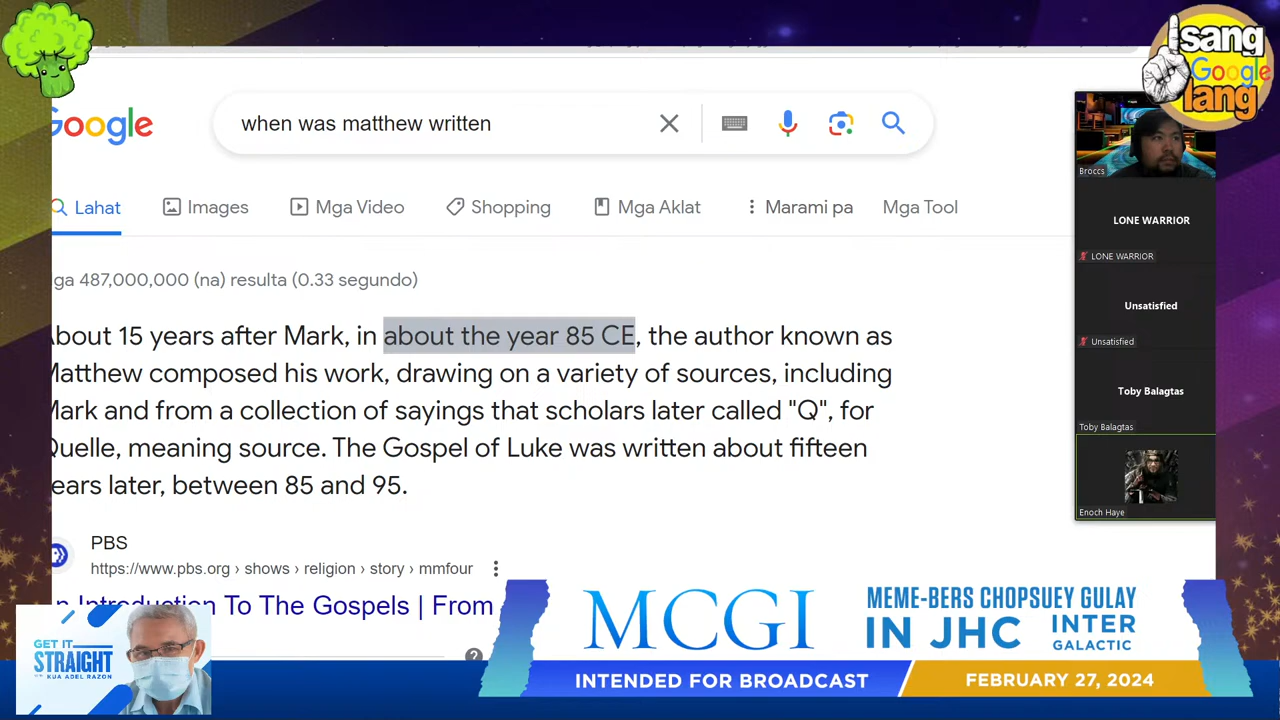 Isang
Google
lang
Google
when was matthew written
Lahat
Images
Mga Video
Shopping
Mga Aklat
Marami pa
Mga Tool
ga 487,000,000 (na) resulta (0.33 segundo)
bout 15 years after Mark, in about the year 85 CE, the author known as
Matthew composed his work, drawing on a variety of sources, including
Mark and from a collection of sayings that scholars later called "Q", for
Quelle, meaning source. The Gospel of Luke was written about fifteen
ears later, between 85 and 95.
PBS
https://www.pbs.org › shows › religion › story › mmfour
n Introduction To The Gospels | From
Broccs
LONE WARRIOR
LONE WARRIOR
Unsatisfied
Unsatisfied
Toby Balagtas
Toby Balagtas
Enoch Haye
GET IT
STRAIGHT
BY KUA ADEL RAZON
MCGI
MEME-BERS CHOPSUEY GULAY
IN JHC INTER
GALACTIC
INTENDED FOR BROADCAST
FEBRUARY 27, 2024